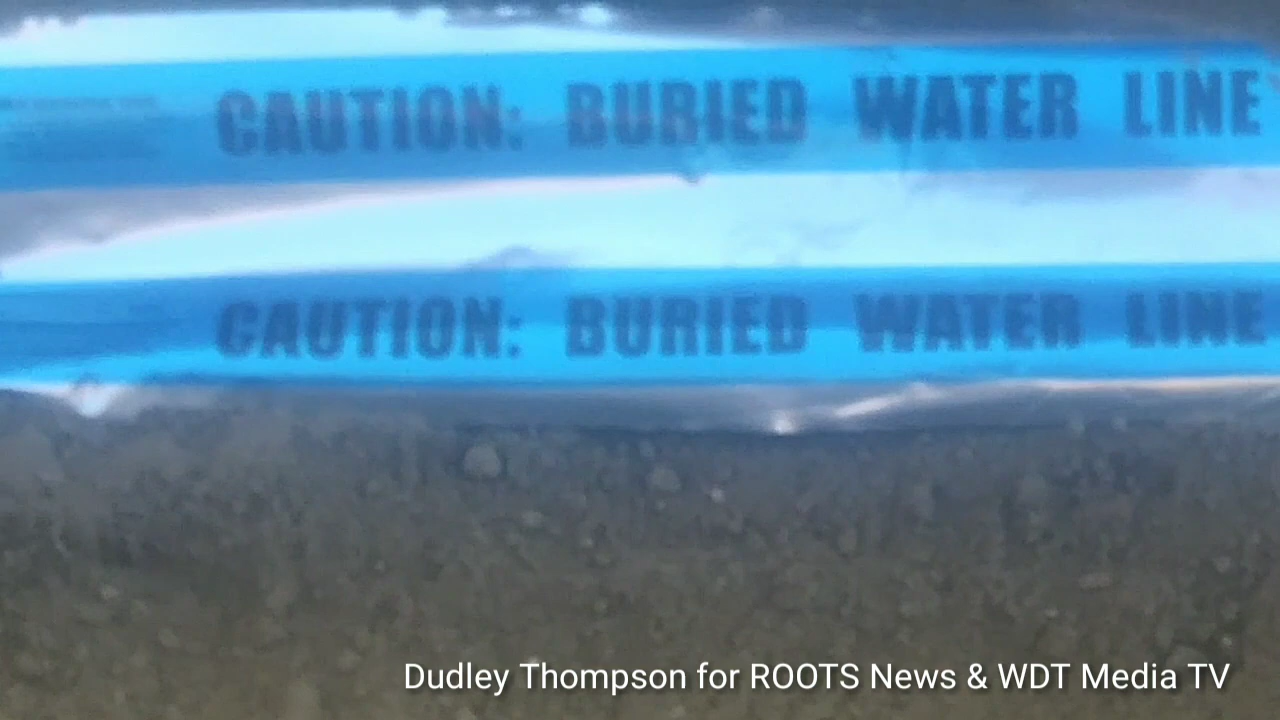 CAUTION: BURIED WATER LINE
CAUTION: BURIED WATER LINE
Dudley Thompson for ROOTS News & WDT Media TV